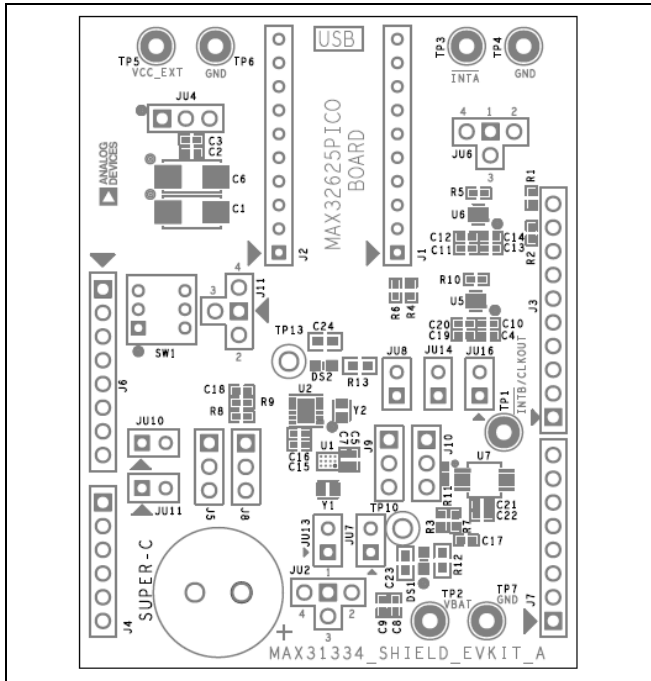 USB
TP5
TP6
VCC_EXT
GND
TP3
TP4
INTA
GND
JU4
C3
C2
ANALOG
DEVICES
C6
C1
MAX32625PICO
BOARD
4
1
2
JU6
3
R5
R1
U6
C12
C14
C11
C13
R2
J2
J1
R10
U5
R6
R4
J3
C20
C10
C19
C4
4
3
J11
2
SW1
TP13
C24
DS2
R13
JU8
JU14
JU16
INTB/CLKOUT
TP1
J6
C18
R8
R9
U2
Y2
JU10
C16
C15
U1
C7
C5
J9
J10
U7
JU11
J5
J8
Y1
TP10
R11
C21
C22
R3
R7
C17
JU13
JU7
SUPER-C
JU2
1
4
2
3
C23
DS1
R12
TP2
VBAT
TP7
GND
J4
C9
C8
J7
+
MAX31334_SHIELD_EVKIT_A